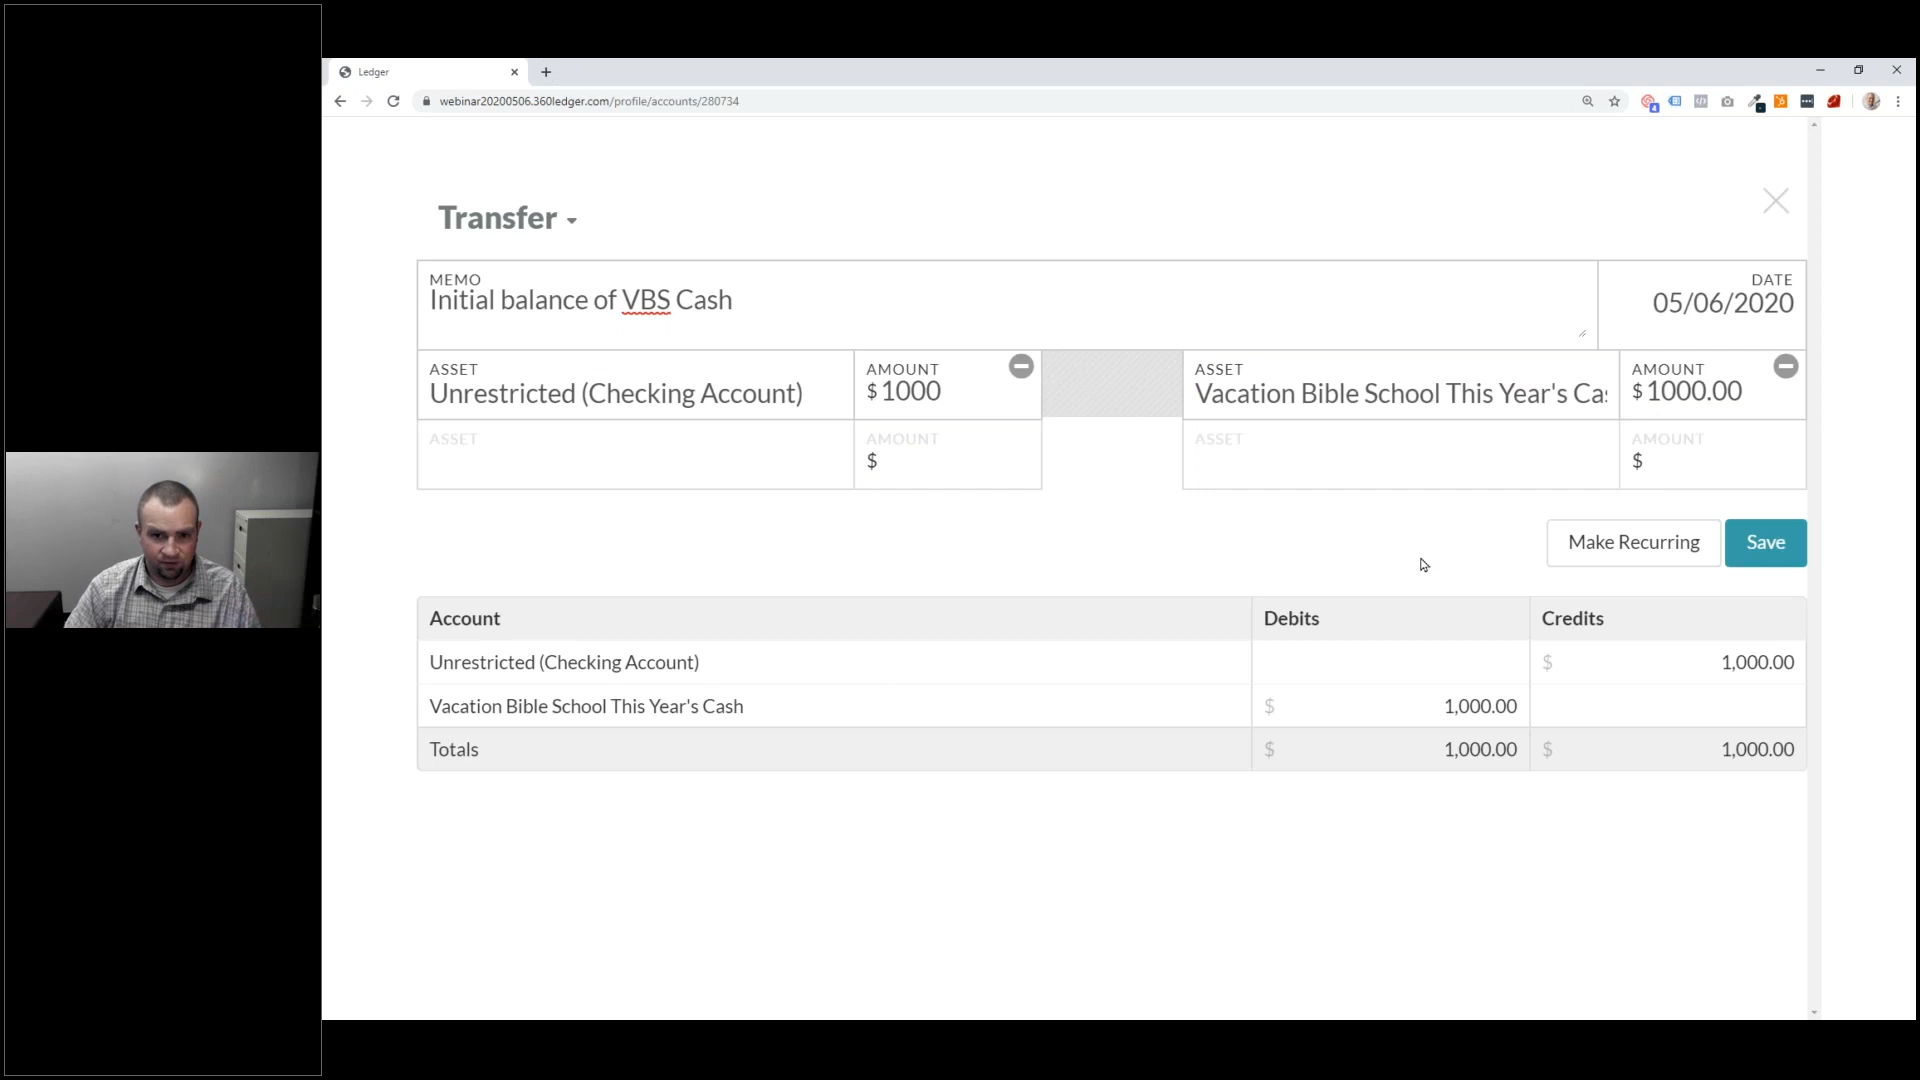 Ledger
webinar20200506.360ledger.com/profile/accounts/280734
Transfer
MEMO
Initial balance of VBS Cash
DATE
05/06/2020
ASSET
Unrestricted (Checking Account)
AMOUNT
$ 1000
ASSET
Vacation Bible School This Year's Cas
AMOUNT
$ 1000.00
ASSET
AMOUNT
$
ASSET
AMOUNT
$
Make Recurring
Save
Account Debits Credits
Unrestricted (Checking Account) $ 1,000.00
Vacation Bible School This Year's Cash $ 1,000.00
Totals $ 1,000.00 $ 1,000.00